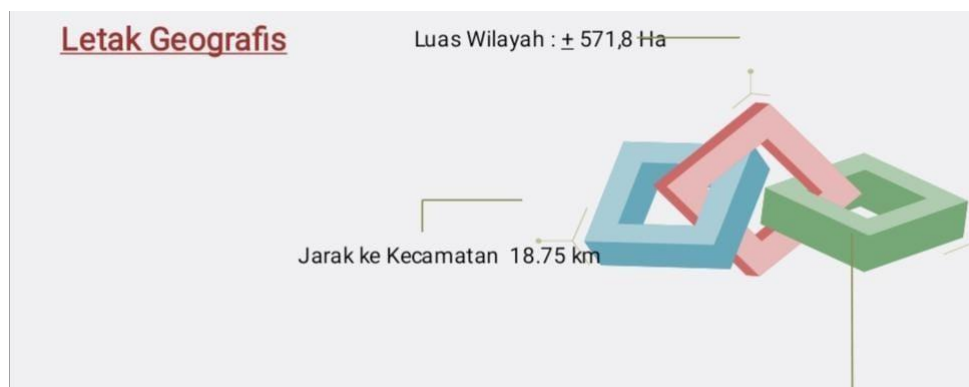 Letak Geografis
Luas Wilayah : ± 571,8 Ha
Jarak ke Kecamatan 18.75 km